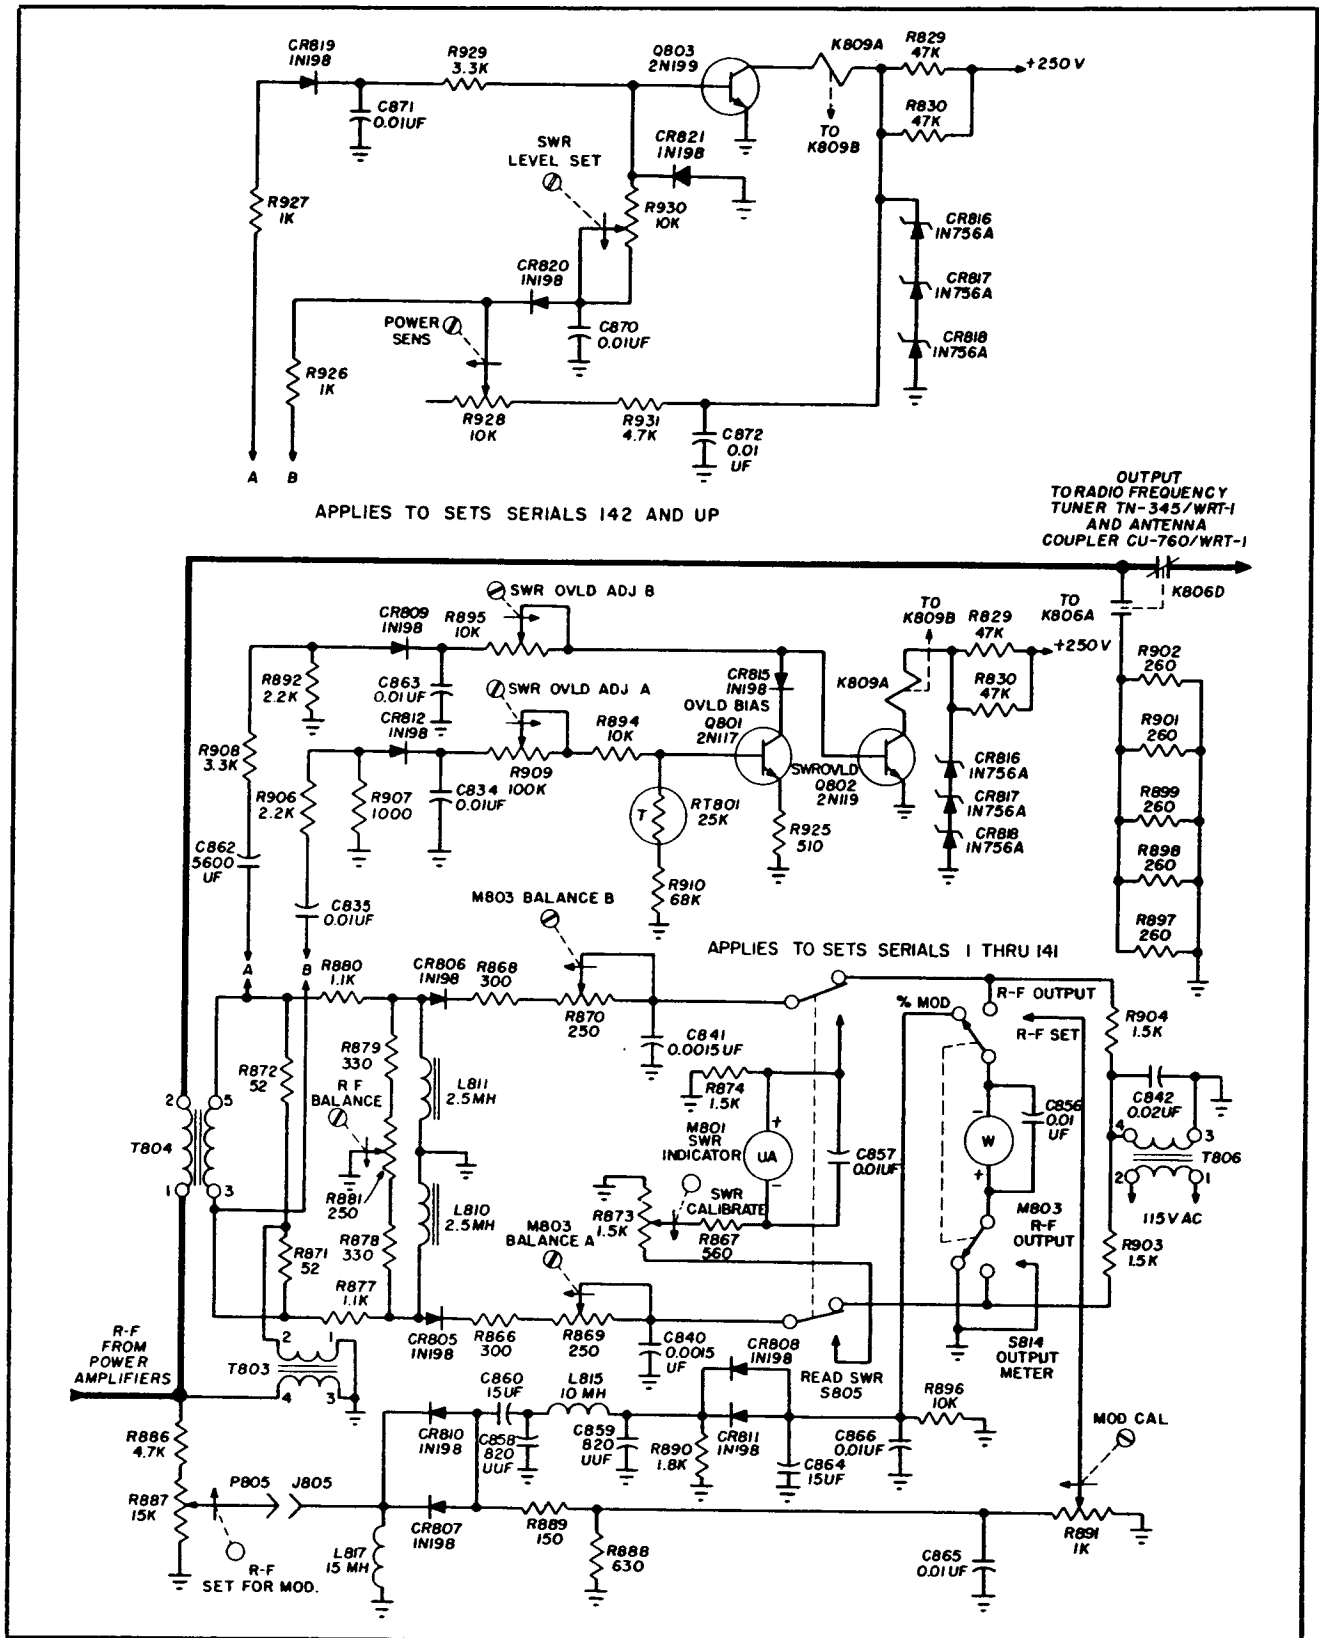 CR819
1N198
R929
3.3K
Q803
2N199
K809A
R829
47K
+250V
C871
0.01UF
R830
47K
TO
K809B
CR821
1N198
SWR
LEVEL SET
R927
1K
R930
10K
CR816
1N756A
CR820
1N198
CR817
1N756A
POWER
SENS
C870
0.01UF
CR818
1N756A
R926
1K
R928
10K
R931
4.7K
C872
0.01
UF
A B
OUTPUT
TO RADIO FREQUENCY
TUNER TN-345/WRT-1
AND ANTENNA
COUPLER CU-760/WRT-1
APPLIES TO SETS SERIALS 142 AND UP
K806D
SWR OVLD ADJ B
TO
K809B
TO
K806A
CR809
1N198
R895
10K
R829
47K
+250V
R892
2.2K
C863
0.01UF
SWR OVLD ADJ A
CR815
1N198
OVLD BIAS
Q801
2N117
K809A
R830
47K
R902
260
CR812
1N198
R894
10K
R901
260
R908
3.3K
R909
100K
SWR OVLD
Q802
2N119
CR816
1N756A
R906
2.2K
R907
1000
C834
0.01UF
T
RT801
25K
CR817
1N756A
R899
260
R925
510
CR818
1N756A
C862
5600
UF
R898
260
R910
68K
M803 BALANCE B
C835
0.01UF
R897
260
APPLIES TO SETS SERIALS 1 THRU 141
A B
R880
1.1K
CR806
1N198
R868
300
R870
250
% MOD
R-F OUTPUT
R-F SET
R904
1.5K
C841
0.0015UF
R879
330
R872
52
R F
BALANCE
L811
2.5MH
R874
1.5K
C856
0.01
UF
C842
0.02UF
2 5
T804
1 3
M801
SWR
INDICATOR
+
UA
-
C857
0.01UF
-
W
+
4 3
T806
2 1
R881
250
L810
2.5MH
R873
1.5K
SWR
CALIBRATE
R867
560
M803
R-F
OUTPUT
115V AC
R903
1.5K
R871
52
R878
330
M803
BALANCE A
R877
1.1K
2 1
T803
4 3
R-F
FROM
POWER
AMPLIFIERS
CR805
1N198
R866
300
R869
250
C840
0.0015
UF
CR808
1N198
READ SWR
S805
S814
OUTPUT
METER
C860
15UF
L815
10 MH
R896
10K
MOD CAL
R886
4.7K
CR810
1N198
C858
820
UUF
C859
820
UUF
R890
1.8K
CR811
1N198
C866
0.01UF
C864
15UF
P805
J805
R887
15K
CR807
1N198
R889
150
R888
630
R891
1K
L817
15 MH
C865
0.01UF
R-F
SET FOR MOD.